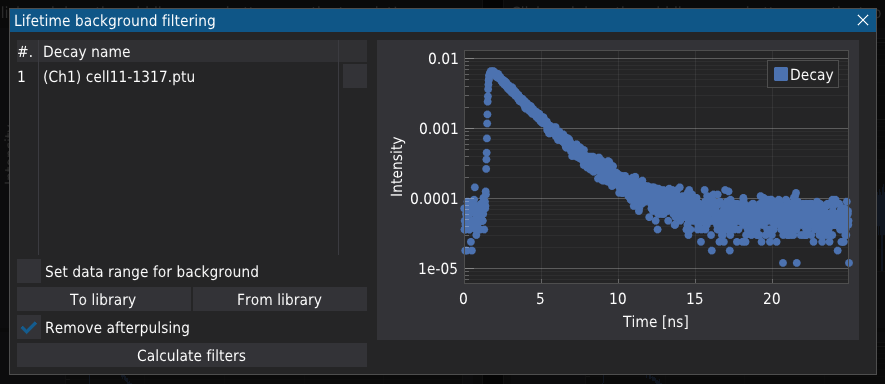 Lifetime background filtering
#. Decay name
1 (Ch1) cell11-1317.ptu
Set data range for background
To library From library
Remove afterpulsing
Calculate filters
Decay
Intensity
0.01
0.001
0.0001
1e-05
0 5 10 15 20
Time [ns]